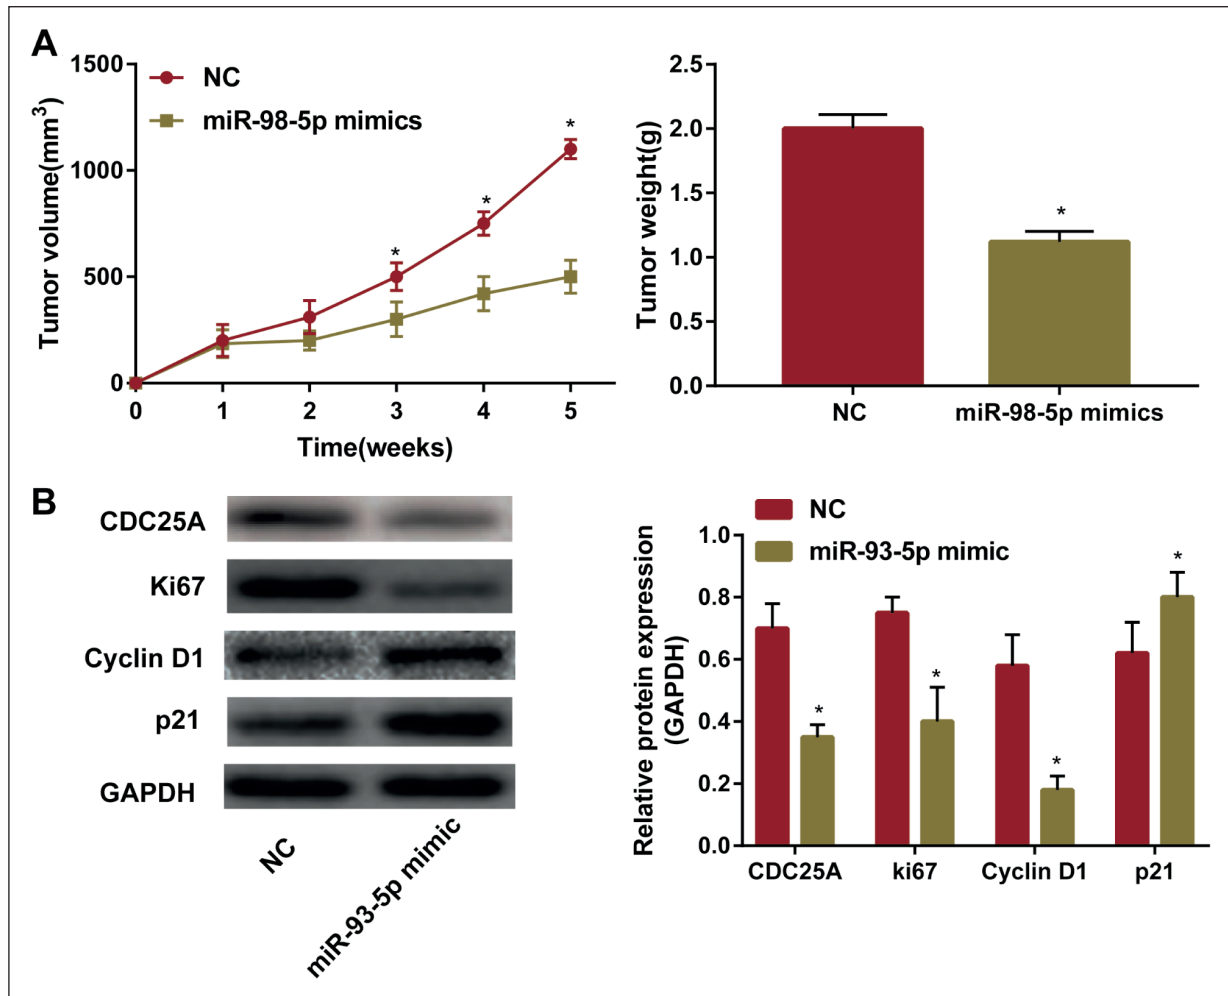 A
1500
1000
500
0
Tumor volume(mm³)
NC
miR-98-5p mimics
*
*
*
0 1 2 3 4 5
Time(weeks)
2.5
2.0
1.5
1.0
0.5
0.0
Tumor weight(g)
*
NC miR-98-5p mimics
B
CDC25A
Ki67
Cyclin D1
p21
GAPDH
NC
miR-93-5p mimic
NC
miR-93-5p mimic
1.0
0.8
0.6
0.4
0.2
0.0
Relative protein expression
(GAPDH)
*
*
*
*
CDC25A ki67 Cyclin D1 p21